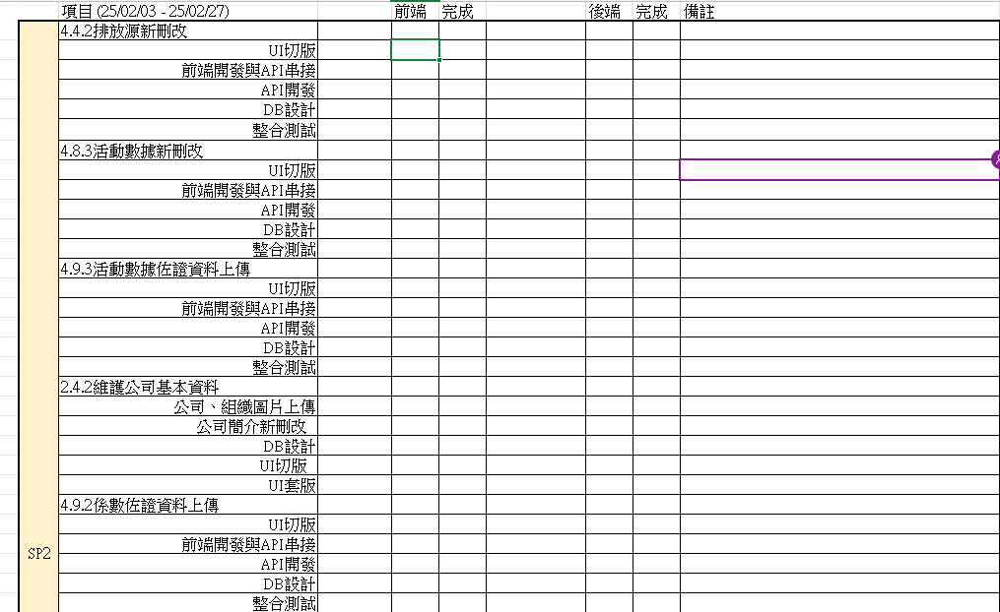 項目 (25/02/03 - 25/02/27) 前端 完成 後端 完成 備註
4.4.2排放源新刪改
UI切版
前端開發與API串接
API開發
DB設計
整合測試
4.8.3活動數據新刪改
UI切版
前端開發與API串接
API開發
DB設計
整合測試
4.9.3活動數據佐證資料上傳
UI切版
前端開發與API串接
API開發
DB設計
整合測試
2.4.2維護公司基本資料
公司、組織圖片上傳
公司簡介新刪改
DB設計
UI切版
UI套版
4.9.2係數佐證資料上傳
UI切版
前端開發與API串接
SP2
API開發
DB設計
整合測試